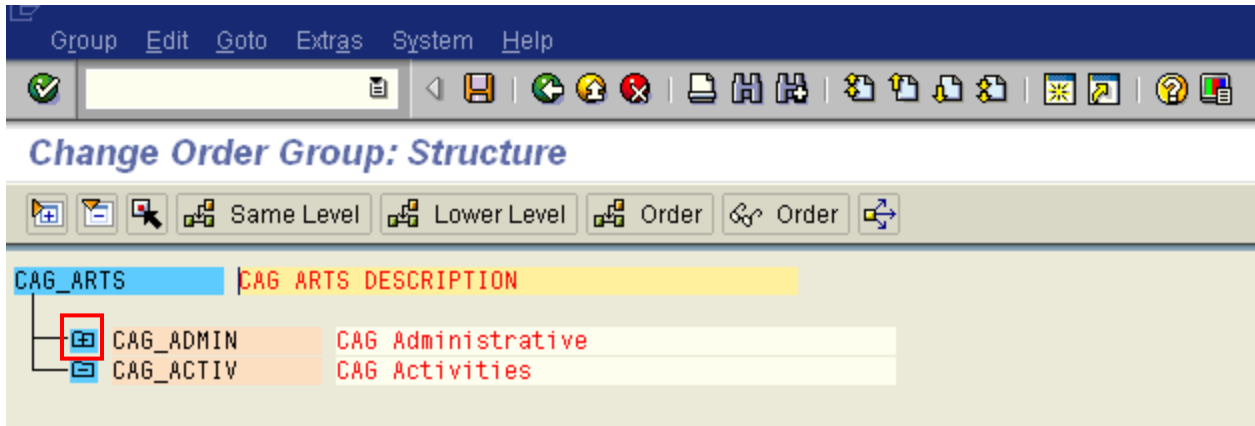 Group Edit Goto Extras System Help
Change Order Group: Structure
Same Level Lower Level Order Order
CAG_ARTS CAG ARTS DESCRIPTION
CAG_ADMIN CAG Administrative
CAG_ACTIV CAG Activities